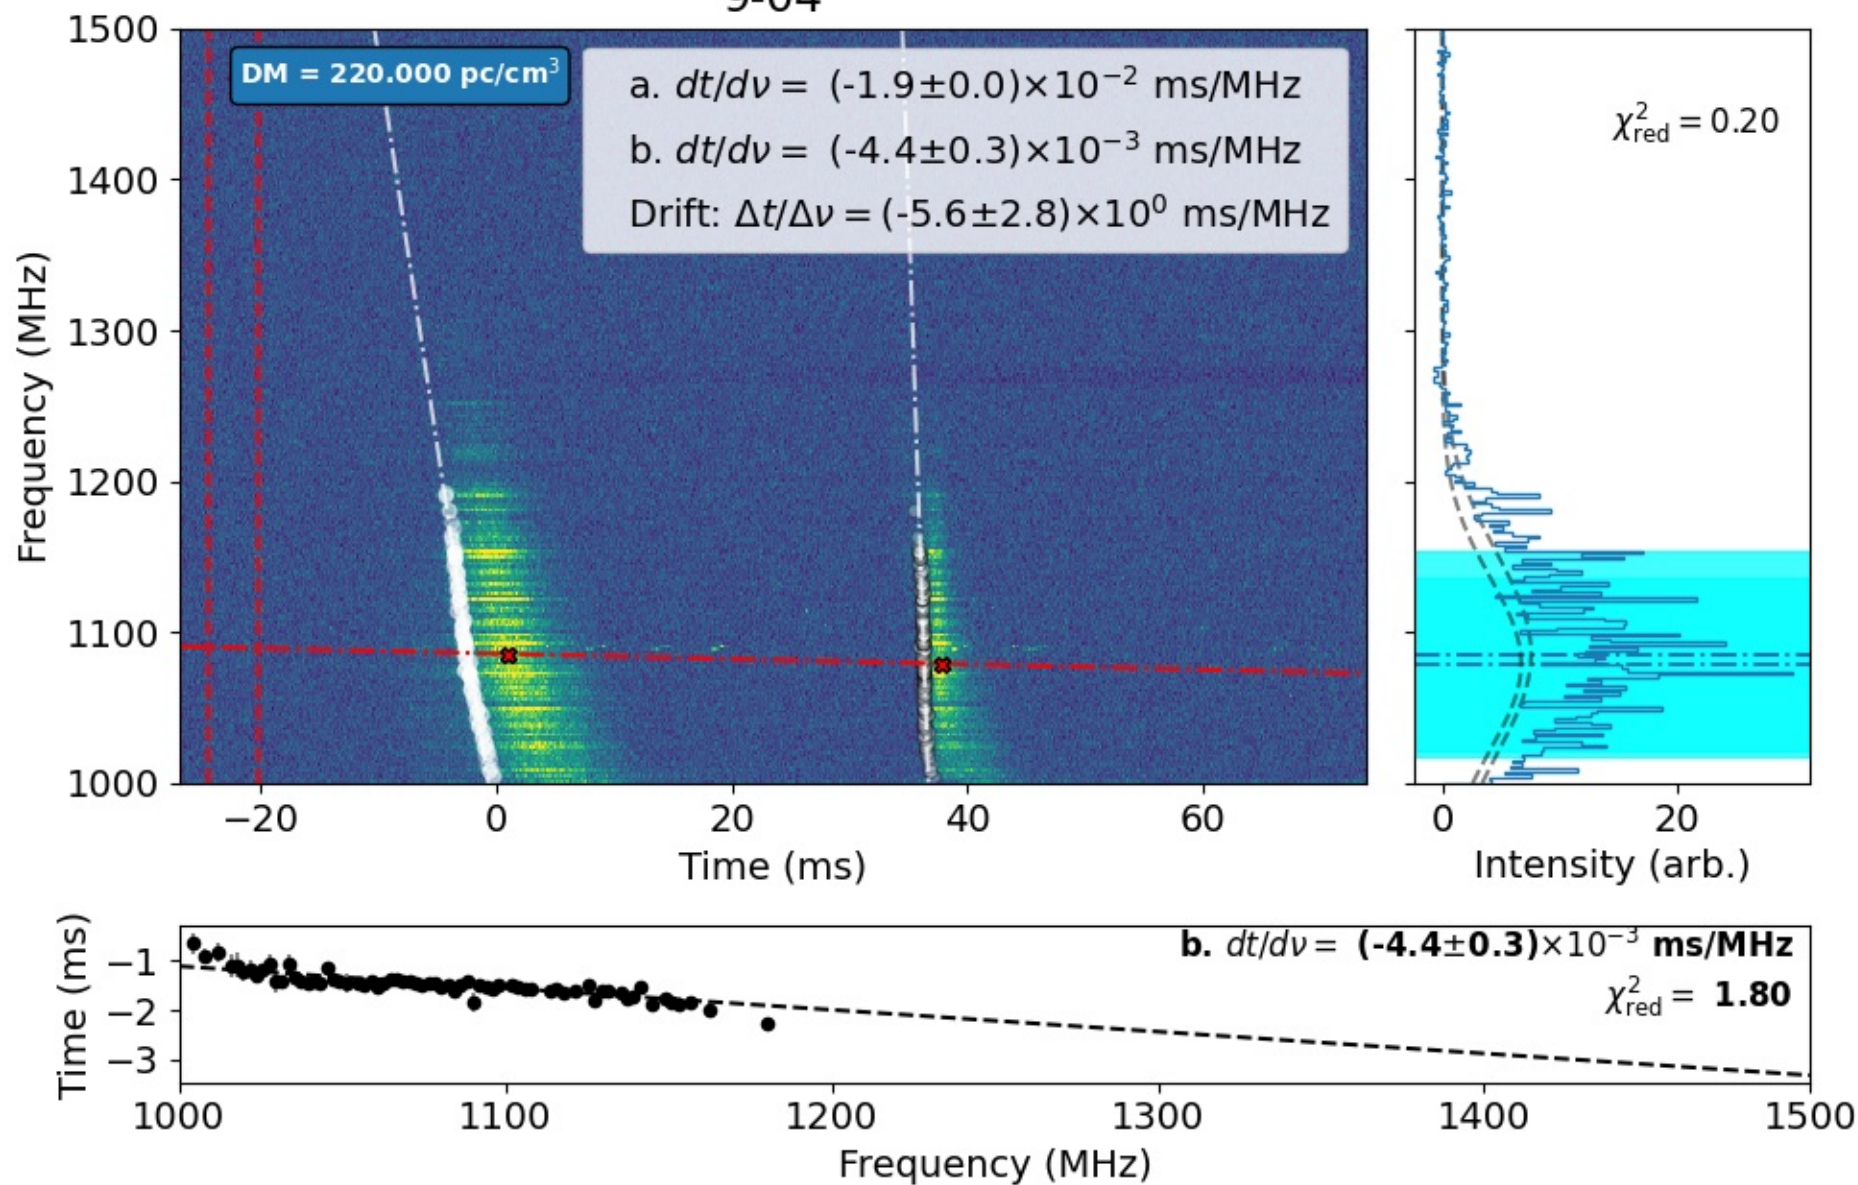 1500
1400
1300
1200
1100
1000
Frequency (MHz)
DM = 220.000 pc/cm³
a. dt/dν = (-1.9±0.0)×10⁻² ms/MHz
b. dt/dν = (-4.4±0.3)×10⁻³ ms/MHz
Drift: Δt/Δν = (-5.6±2.8)×10⁰ ms/MHz
−20 0 20 40 60
Time (ms)
χ²red = 0.20
0 20
Intensity (arb.)
Time (ms)
−1
−2
−3
b. dt/dν = (-4.4±0.3)×10⁻³ ms/MHz
χ²red = 1.80
1000 1100 1200 1300 1400 1500
Frequency (MHz)